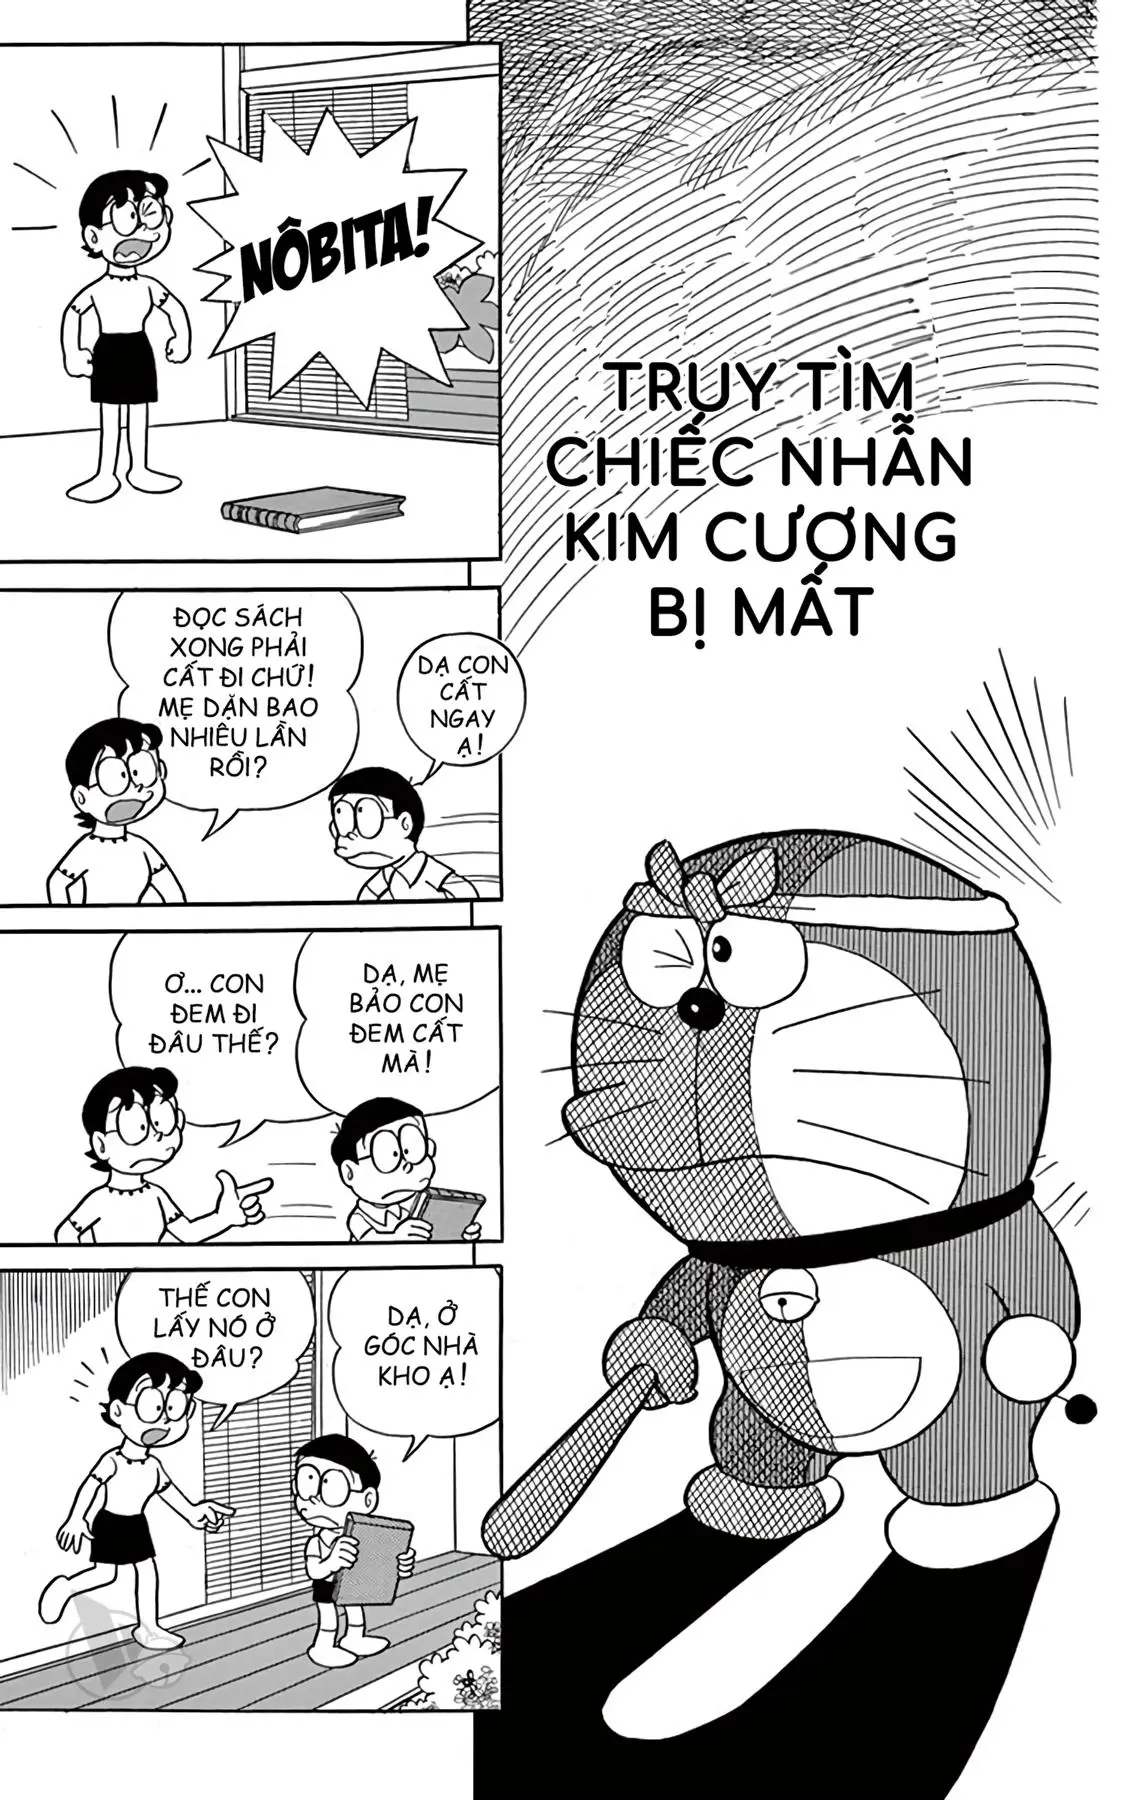 TRUY TÌM
CHIẾC NHẪN
KIM CƯƠNG
BỊ MẤT
NÔBITA!
ĐỌC SÁCH
XONG PHẢI
CẤT ĐI CHỨ!
MẸ DẶN BAO
NHIÊU LẦN
RỒI?
DẠ CON
CẤT
NGAY
Ạ!
Ơ... CON
ĐEM ĐI
ĐÂU THẾ?
DẠ, MẸ
BẢO CON
ĐEM CẤT
MÀ!
THẾ CON
LẤY NÓ Ở
ĐÂU?
DẠ, Ở
GÓC NHÀ
KHO Ạ!